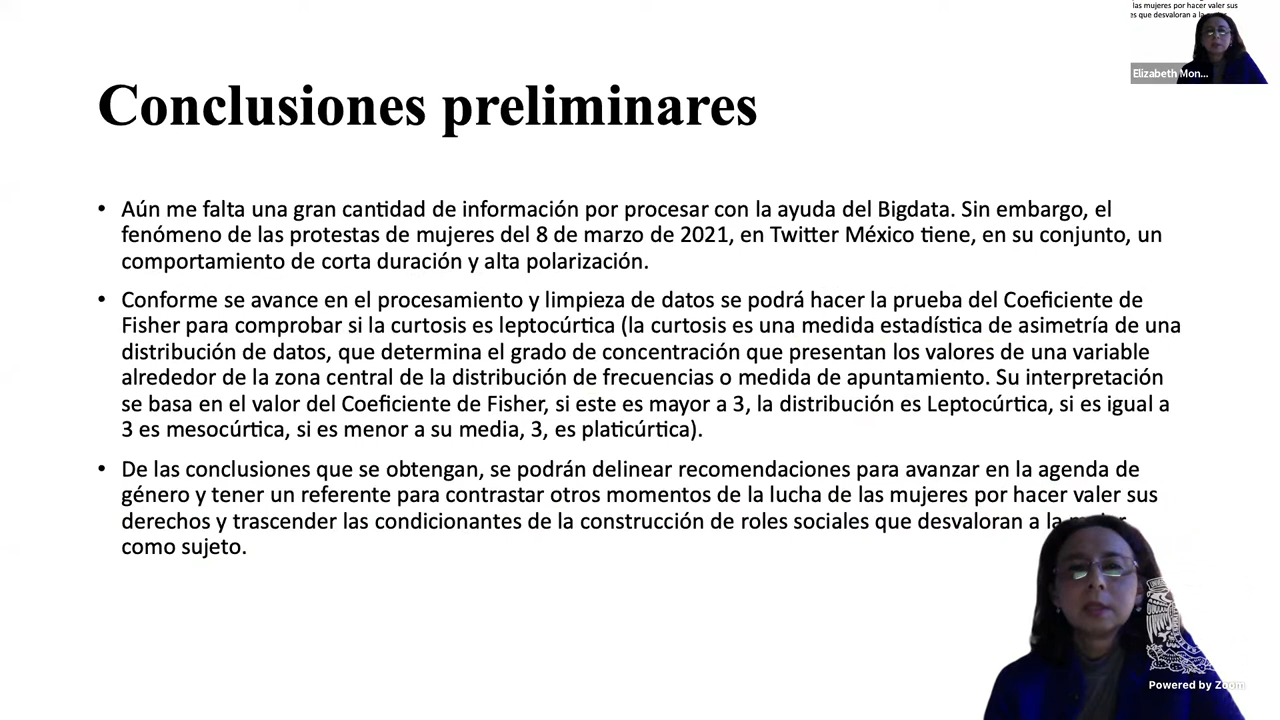 las mujeres por hacer valer sus
es que desvaloran a la
Elizabeth Mon...
Conclusiones preliminares
• Aún me falta una gran cantidad de información por procesar con la ayuda del Bigdata. Sin embargo, el
fenómeno de las protestas de mujeres del 8 de marzo de 2021, en Twitter México tiene, en su conjunto, un
comportamiento de corta duración y alta polarización.
• Conforme se avance en el procesamiento y limpieza de datos se podrá hacer la prueba del Coeficiente de
Fisher para comprobar si la curtosis es leptocúrtica (la curtosis es una medida estadística de asimetría de una
distribución de datos, que determina el grado de concentración que presentan los valores de una variable
alrededor de la zona central de la distribución de frecuencias o medida de apuntamiento. Su interpretación
se basa en el valor del Coeficiente de Fisher, si este es mayor a 3, la distribución es Leptocúrtica, si es igual a
3 es mesocúrtica, si es menor a su media, 3, es platicúrtica).
• De las conclusiones que se obtengan, se podrán delinear recomendaciones para avanzar en la agenda de
género y tener un referente para contrastar otros momentos de la lucha de las mujeres por hacer valer sus
derechos y trascender las condicionantes de la construcción de roles sociales que desvaloran a la
como sujeto.
Powered by Zoom